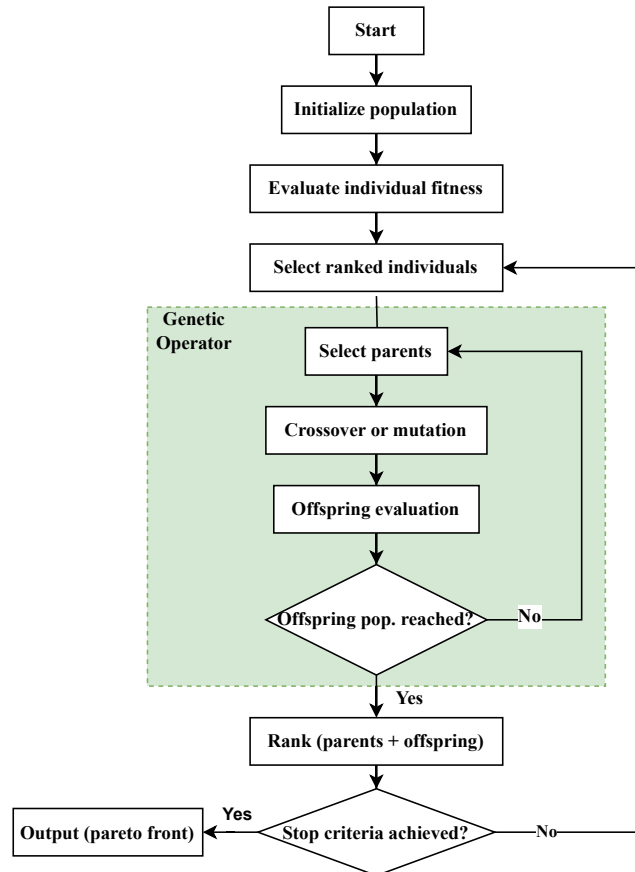 Start
Initialize population
Evaluate individual fitness
Select ranked individuals
Genetic
Operator
Select parents
Crossover or mutation
Offspring evaluation
Offspring pop. reached?
No
Yes
Rank (parents + offspring)
Output (pareto front)
Yes
Stop criteria achieved?
No